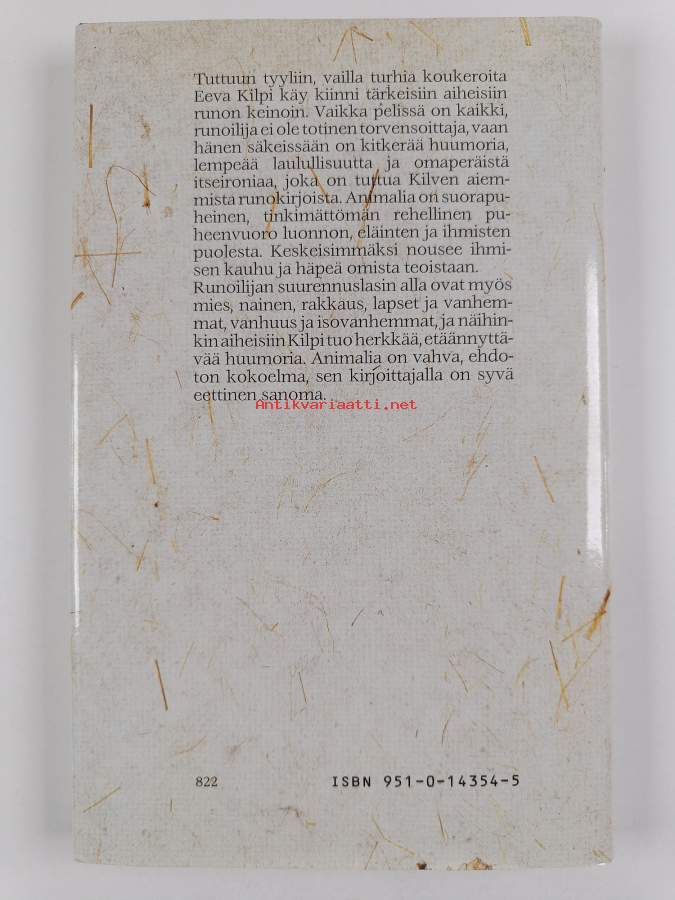 Tuttuun tyyliin, vailla turhia koukeroita
Eeva Kilpi käy kiinni tärkeisiin aiheisiin
runon keinoin. Vaikka pelissä on kaikki,
runoilija ei ole totinen torvensoittaja, vaan
hänen säkeissään on kitkerää huumoria,
lempeää laulullisuutta ja omaperäistä
itseironiaa, joka on tuttua Kilven aiem-
mista runokirjoista. Animalia on suorapu-
heinen, tinkimättömän rehellinen pu-
heenvuoro luonnon, eläinten ja ihmisten
puolesta. Keskeisimmäksi nousee ihmi-
sen kauhu ja häpeä omista teoistaan.
Runoilijan suurennuslasin alla ovat myös
mies, nainen, rakkaus, lapset ja vanhem-
mat, vanhuus ja isovanhemmat, ja näihin-
kin aiheisiin Kilpi tuo herkkää, etäännyttä-
vää huumoria. Animalia on vahva, ehdo-
ton kokoelma, sen kirjoittajalla on syvä
eettinen sanoma.
Antikvariaatti.net
822 ISBN 951-0-14354-5